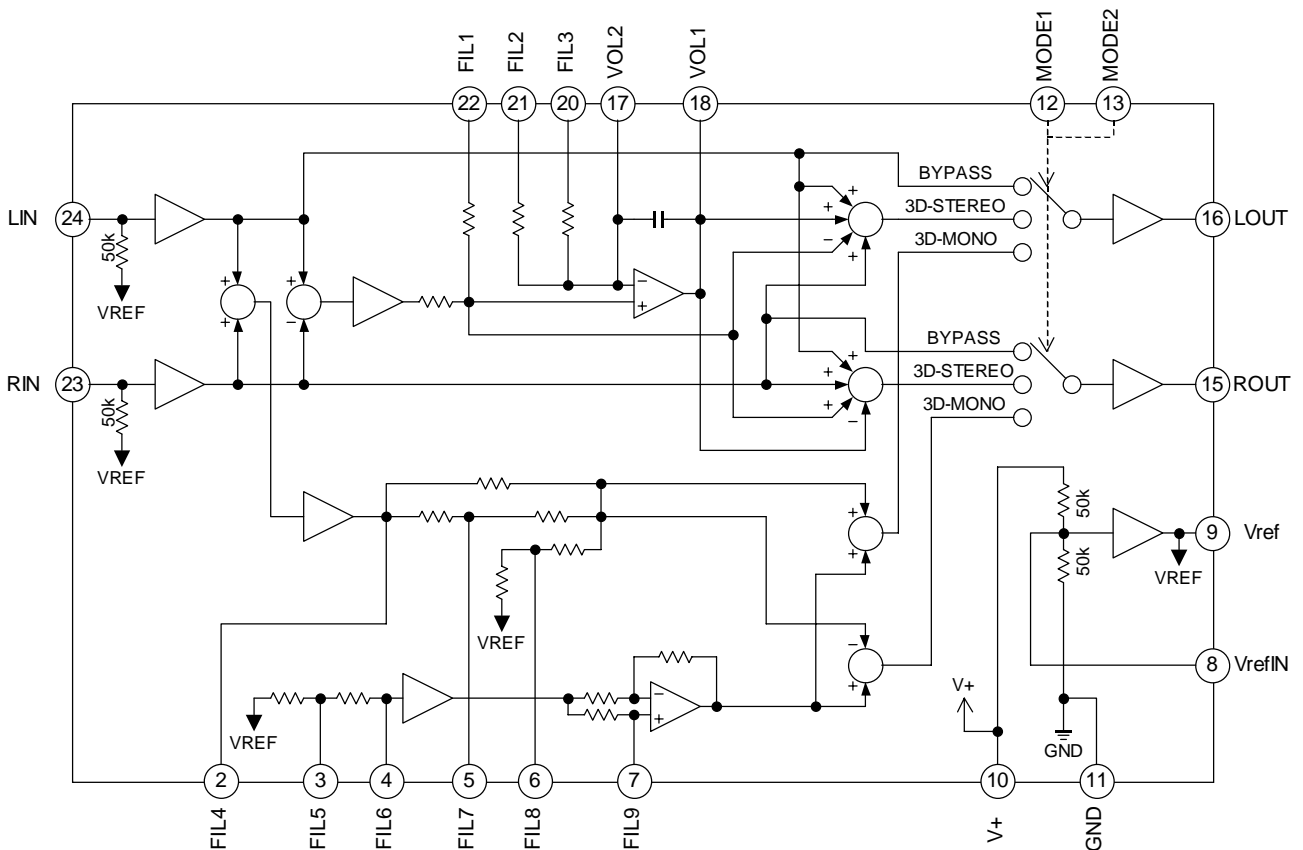 FIL1
FIL2
FIL3
VOL2
VOL1
MODE1
MODE2
22
21
20
17
18
12
13
BYPASS
LIN
24
50k
VREF
+
+
−
+
3D-STEREO
3D-MONO
16
LOUT
+
+
+
−
−
+
RIN
23
50k
VREF
BYPASS
+
+
+
−
3D-STEREO
3D-MONO
15
ROUT
+
+
50k
50k
9
Vref
VREF
VREF
−
+
8
VrefIN
V+
GND
VREF
−
+
2
3
4
5
6
7
10
11
FIL4
FIL5
FIL6
FIL7
FIL8
FIL9
V+
GND